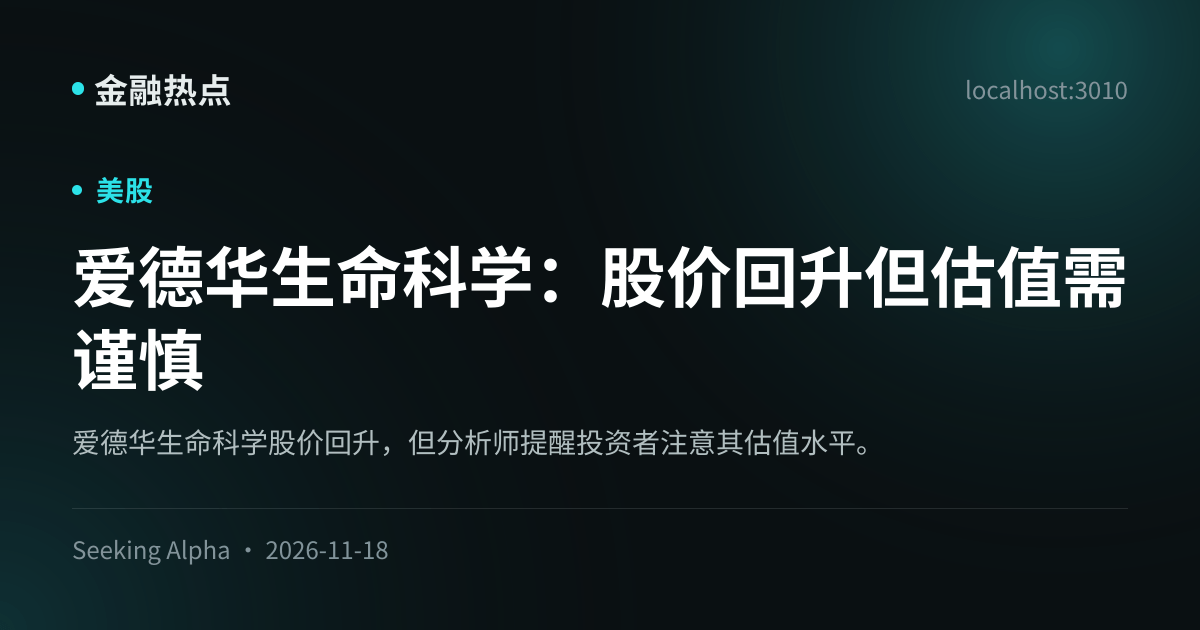 金融热点
localhost:3010
美股
爱德华生命科学：股价回升但估值需
谨慎
爱德华生命科学股价回升，但分析师提醒投资者注意其估值水平。
Seeking Alpha • 2026-11-18